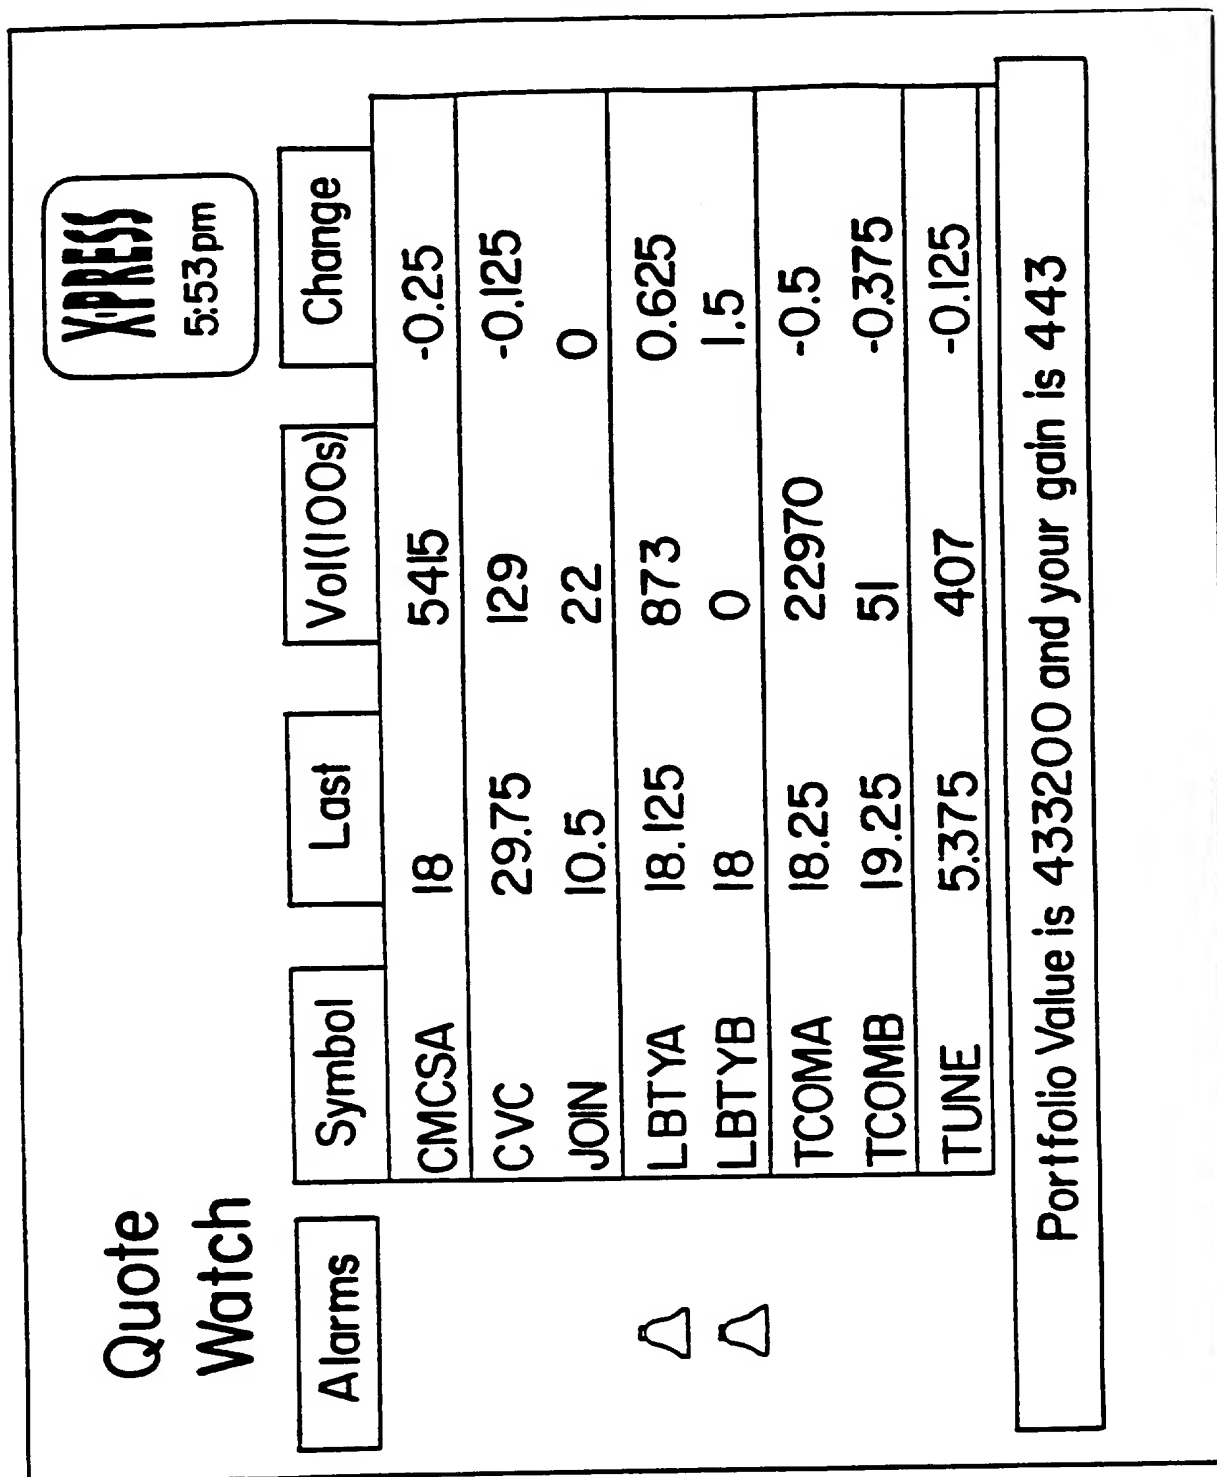 Quote
Watch
X·PRESS
5:53pm
Alarms Symbol Last Vol(100s) Change
CMCSA 18 5415 -0.25
CVC 29.75 129 -0.125
JOIN 10.5 22 0
LBTYA 18.125 873 0.625
LBTYB 18 0 1.5
TCOMA 18.25 22970 -0.5
TCOMB 19.25 51 -0.375
TUNE 5.375 407 -0.125
Portfolio Value is 433200 and your gain is 443